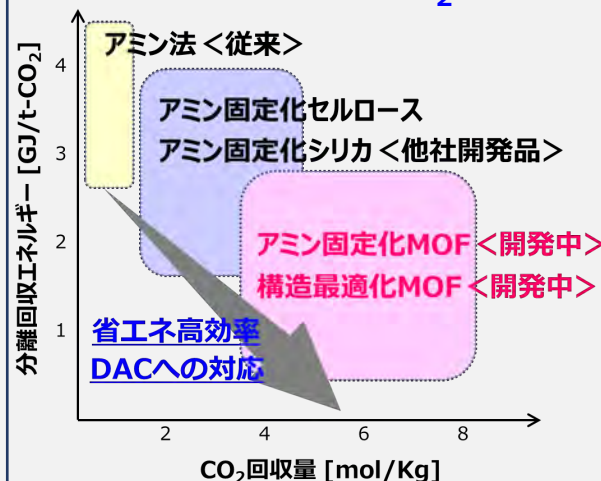 2
アミン法＜従来＞
アミン固定化セルロース
アミン固定化シリカ＜他社開発品＞
アミン固定化MOF＜開発中＞
構造最適化MOF＜開発中＞
省エネ高効率
DACへの対応
分離回収エネルギー [GJ/t-CO₂]
4
3
2
1
2 4 6 8
CO₂回収量 [mol/Kg]